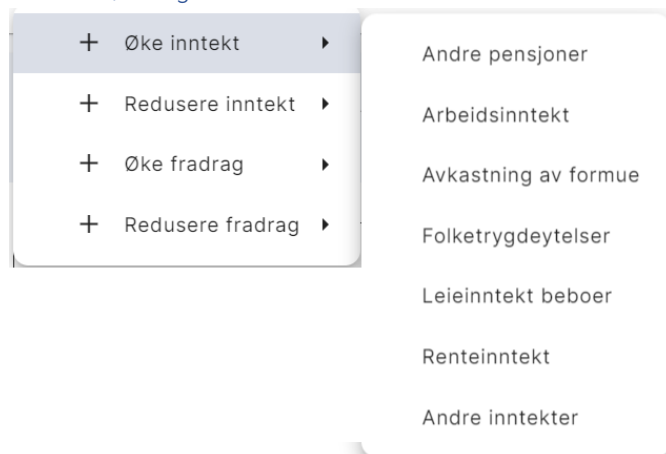 Øke inntekt
Redusere inntekt
Øke fradrag
Redusere fradrag
Andre pensjoner
Arbeidsinntekt
Avkastning av formue
Folketrygdeytelser
Leieinntekt beboer
Renteinntekt
Andre inntekter